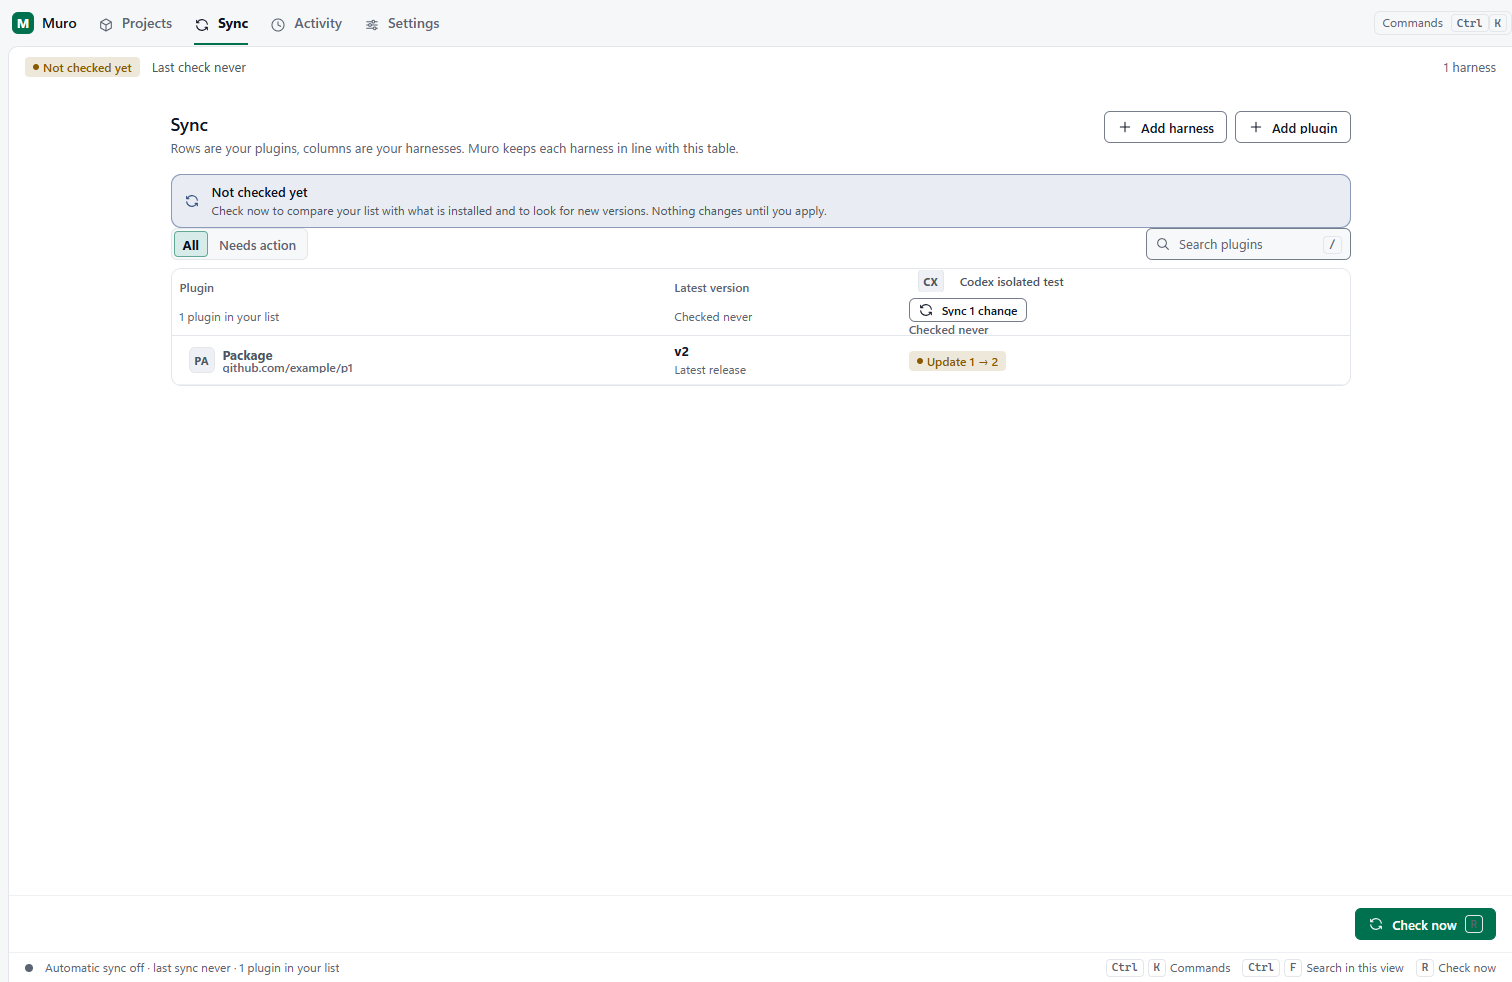 M Muro Projects Sync Activity Settings Commands Ctrl K
Not checked yet Last check never 1 harness
Sync
Rows are your plugins, columns are your harnesses. Muro keeps each harness in line with this table.
+ Add harness + Add plugin
Not checked yet
Check now to compare your list with what is installed and to look for new versions. Nothing changes until you apply.
All Needs action Search plugins /
Plugin Latest version CX Codex isolated test
1 plugin in your list Checked never Sync 1 change
Checked never
PA Package v2 Update 1 → 2
github.com/example/p1 Latest release
Check now R
Automatic sync off · last sync never · 1 plugin in your list Ctrl K Commands Ctrl F Search in this view R Check now